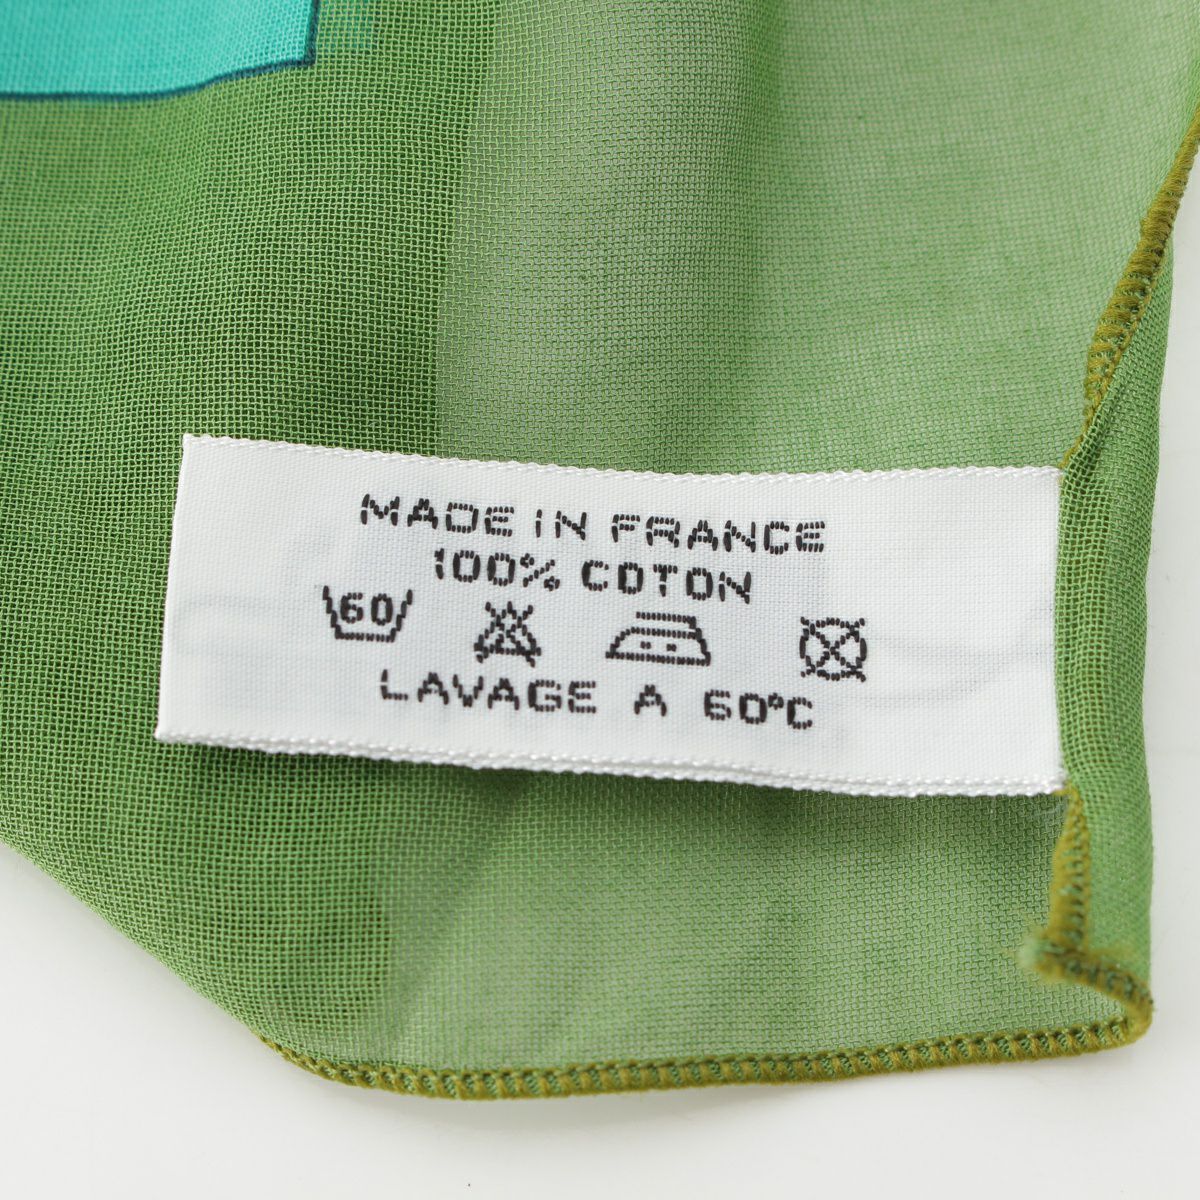 MADE IN FRANCE
100% COTON
60
LAVAGE A 60°C